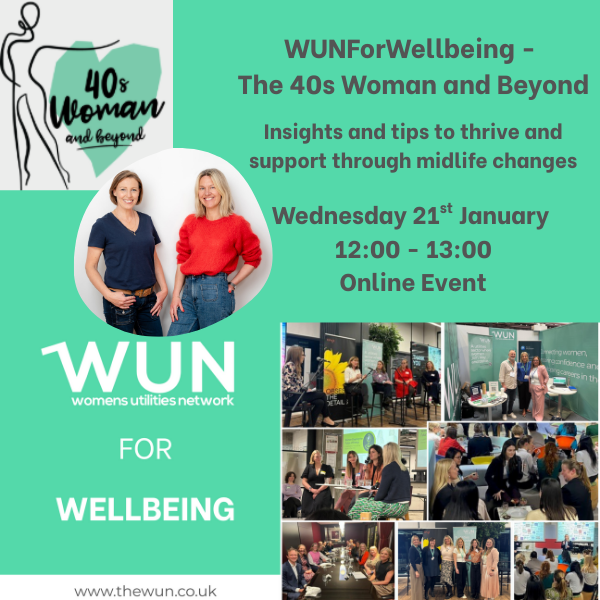 40s
Woman
and beyond
WUNForWellbeing -
The 40s Woman and Beyond
Insights and tips to thrive and
support through midlife changes
Wednesday 21st January
12:00 - 13:00
Online Event
WUN
womens utilities network
FOR
WELLBEING
WUN
www.thewun.co.uk